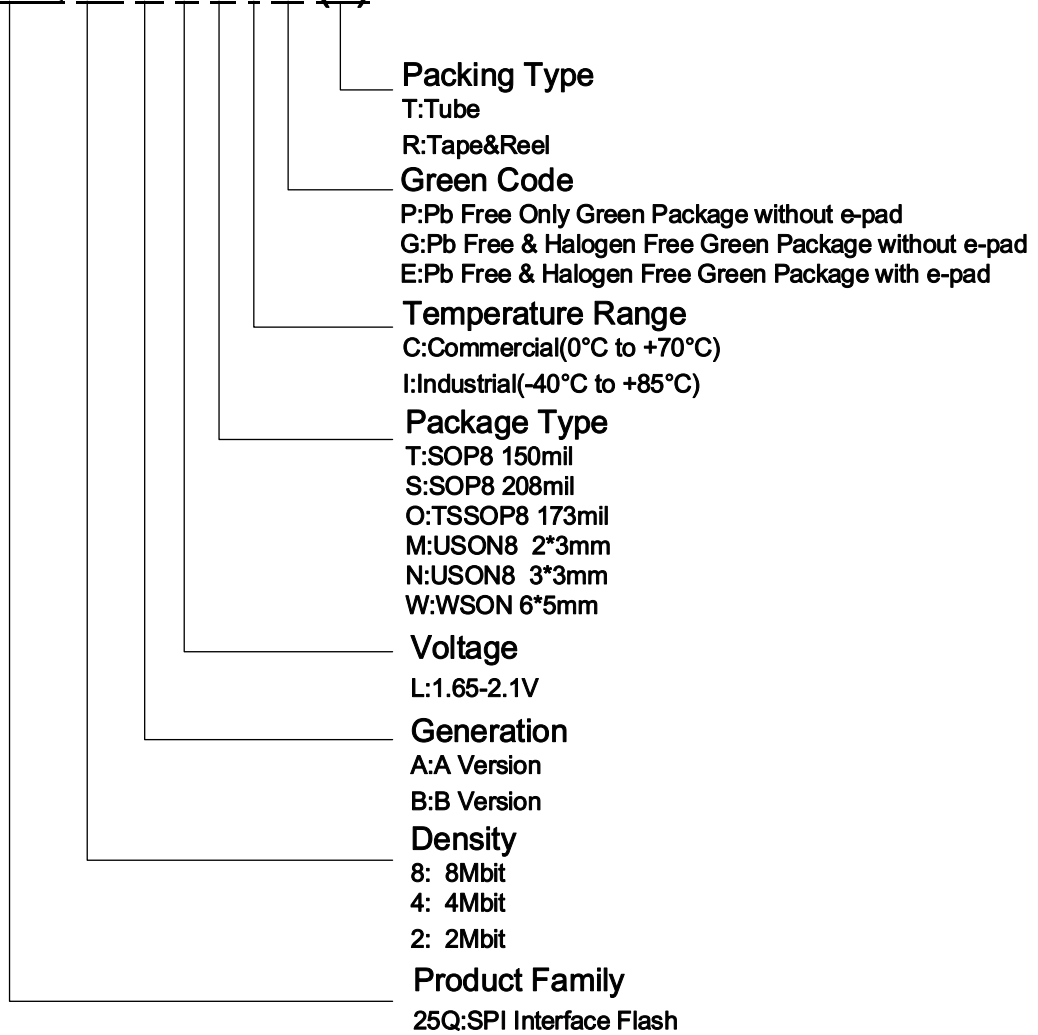 Packing Type
T:Tube
R:Tape&Reel
Green Code
P:Pb Free Only Green Package without e-pad
G:Pb Free & Halogen Free Green Package without e-pad
E:Pb Free & Halogen Free Green Package with e-pad
Temperature Range
C:Commercial(0°C to +70°C)
I:Industrial(-40°C to +85°C)
Package Type
T:SOP8 150mil
S:SOP8 208mil
O:TSSOP8 173mil
M:USON8  2*3mm
N:USON8  3*3mm
W:WSON 6*5mm
Voltage
L:1.65-2.1V
Generation
A:A Version
B:B Version
Density
8:  8Mbit
4:  4Mbit
2:  2Mbit
Product Family
25Q:SPI Interface Flash